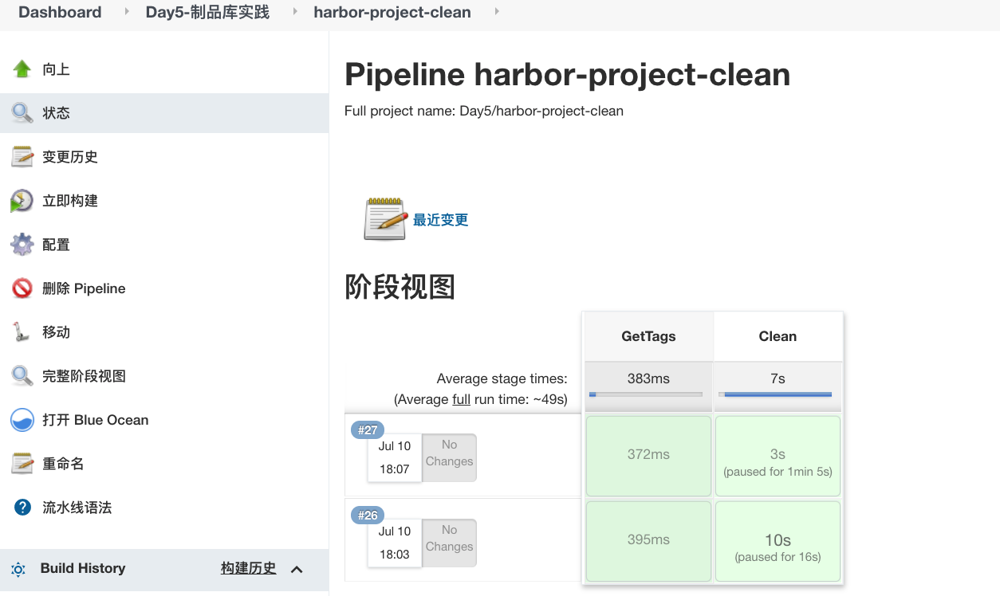 Dashboard Day5-制品库实践 harbor-project-clean
向上
状态
变更历史
立即构建
配置
删除 Pipeline
移动
完整阶段视图
打开 Blue Ocean
重命名
流水线语法
Build History 构建历史
Pipeline harbor-project-clean
Full project name: Day5/harbor-project-clean
最近变更
阶段视图
GetTags Clean
Average stage times: 383ms 7s
(Average full run time: ~49s)
#27
Jul 10
18:07
No
Changes
372ms
3s
(paused for 1min 5s)
#26
Jul 10
18:03
No
Changes
395ms
10s
(paused for 16s)